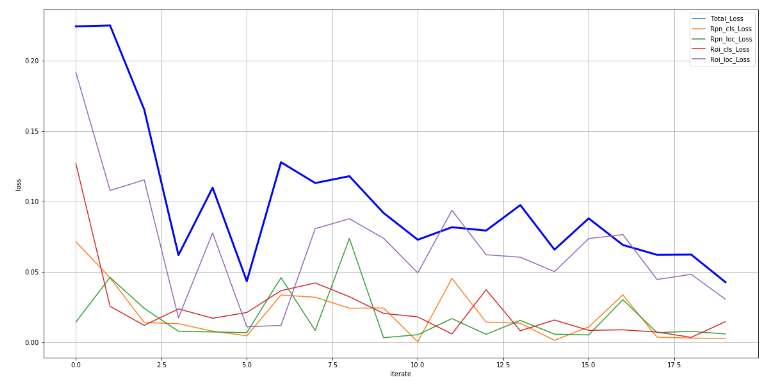 Total_Loss
Rpn_cls_Loss
Rpn_loc_Loss
Roi_cls_Loss
Roi_loc_Loss
0.20
0.15
0.10
0.05
0.00
loss
0.0 2.5 5.0 7.5 10.0 12.5 15.0 17.5
iterate